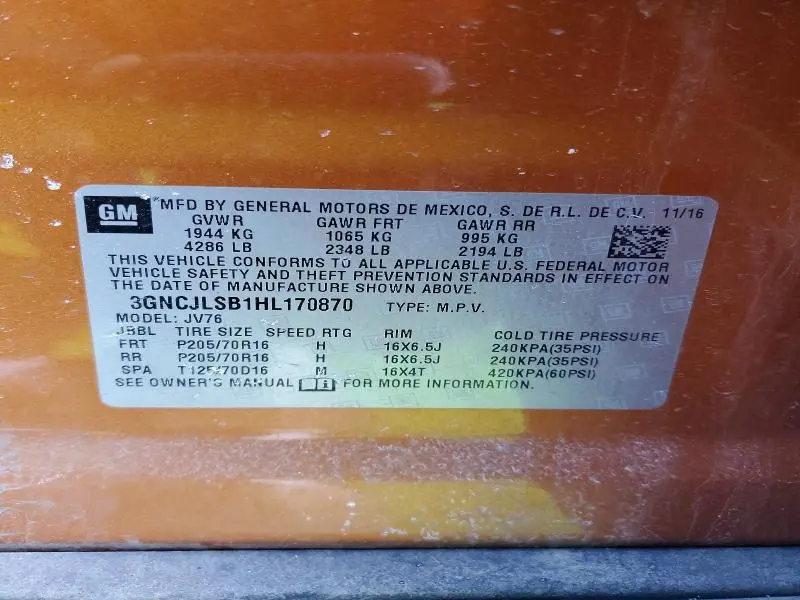 GM
MFD BY GENERAL MOTORS DE MEXICO, S. DE R.L. DE C.V. 11/16
GVWR GAWR FRT GAWR RR
1944 KG 1065 KG 995 KG
4286 LB 2348 LB 2194 LB
THIS VEHICLE CONFORMS TO ALL APPLICABLE U.S. FEDERAL MOTOR
VEHICLE SAFETY AND THEFT PREVENTION STANDARDS IN EFFECT ON
THE DATE OF MANUFACTURE SHOWN ABOVE.
3GNCJLSB1HL170870 TYPE: M.P.V.
MODEL: JV76
JBBL TIRE SIZE SPEED RTG RIM COLD TIRE PRESSURE
FRT P205/70R16 H 16X6.5J 240KPA(35PSI)
RR P205/70R16 H 16X6.5J 240KPA(35PSI)
SPA T125/70D16 M 16X4T 420KPA(60PSI)
SEE OWNER'S MANUAL FOR MORE INFORMATION.